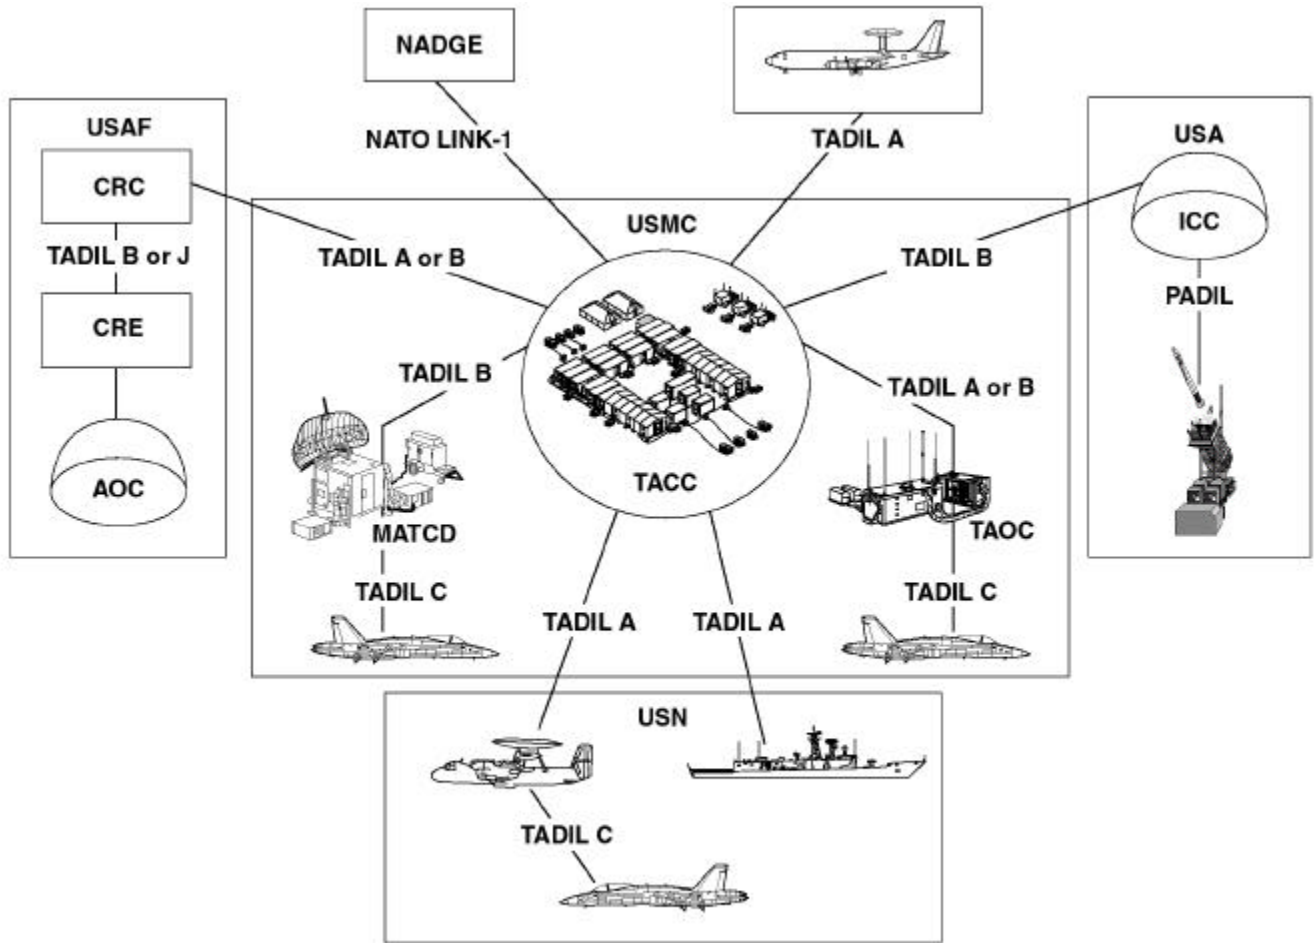 NADGE
USAF
NATO LINK-1
TADIL A
USA
CRC
USMC
ICC
TADIL B or J
TADIL A or B
TADIL B
PADIL
CRE
TADIL B
TADIL A or B
AOC
TACC
MATCD
TAOC
TADIL C
TADIL C
TADIL A
TADIL A
USN
TADIL C